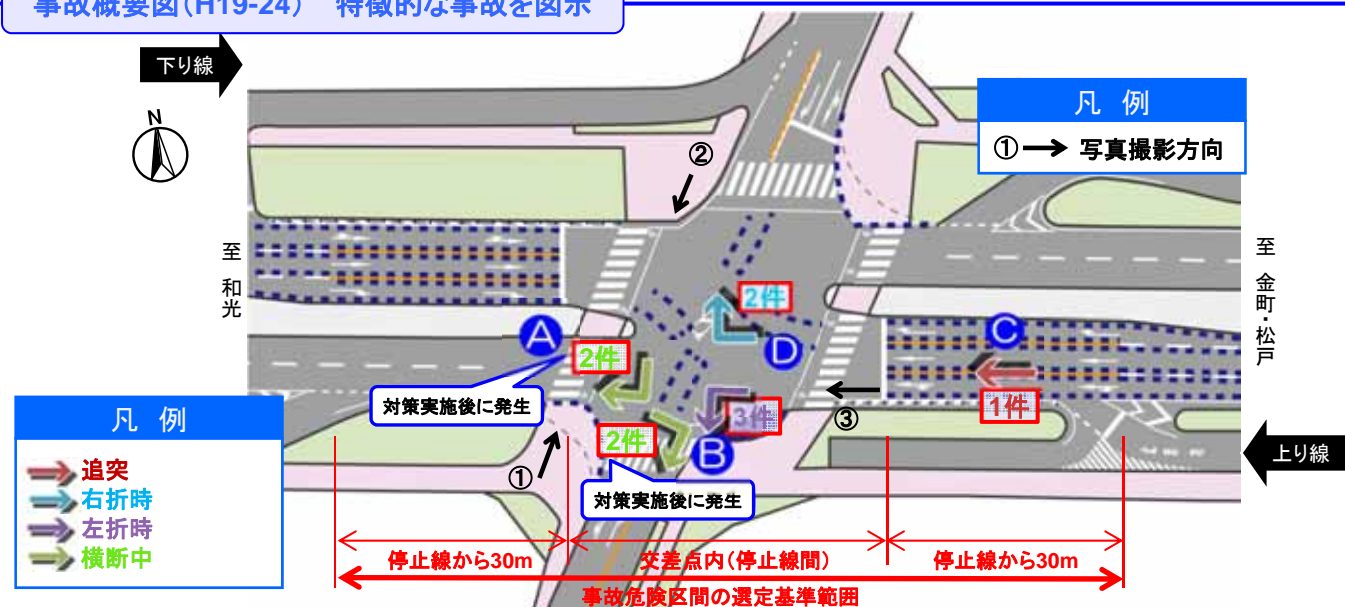 事故概要図(H19-24) 特徴的な事故を図示
下り線
N
凡 例
①→ 写真撮影方向
②
至 和光
至 金町・松戸
A
2件
対策実施後に発生
2件
D
C
1件
3件
B
③
2件
対策実施後に発生
①
上り線
凡 例
追突
右折時
左折時
横断中
停止線から30m
交差点内(停止線間)
停止線から30m
事故危険区間の選定基準範囲